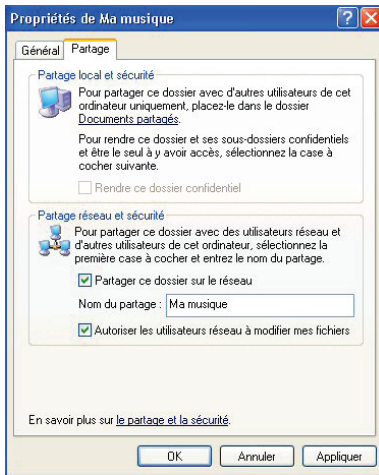 Propriétés de Ma musique
Général Partage
Partage local et sécurité
Pour partager ce dossier avec d'autres utilisateurs de cet
ordinateur uniquement, placez-le dans le dossier
Documents partagés.
Pour rendre ce dossier et ses sous-dossiers confidentiels
et être le seul à y avoir accès, sélectionnez la case à
cocher suivante.
Rendre ce dossier confidentiel
Partage réseau et sécurité
Pour partager ce dossier avec des utilisateurs réseau et
d'autres utilisateurs de cet ordinateur, sélectionnez la
première case à cocher et entrez le nom du partage.
Partager ce dossier sur le réseau
Nom du partage : Ma musique
Autoriser les utilisateurs réseau à modifier mes fichiers
En savoir plus sur le partage et la sécurité.
OK Annuler Appliquer